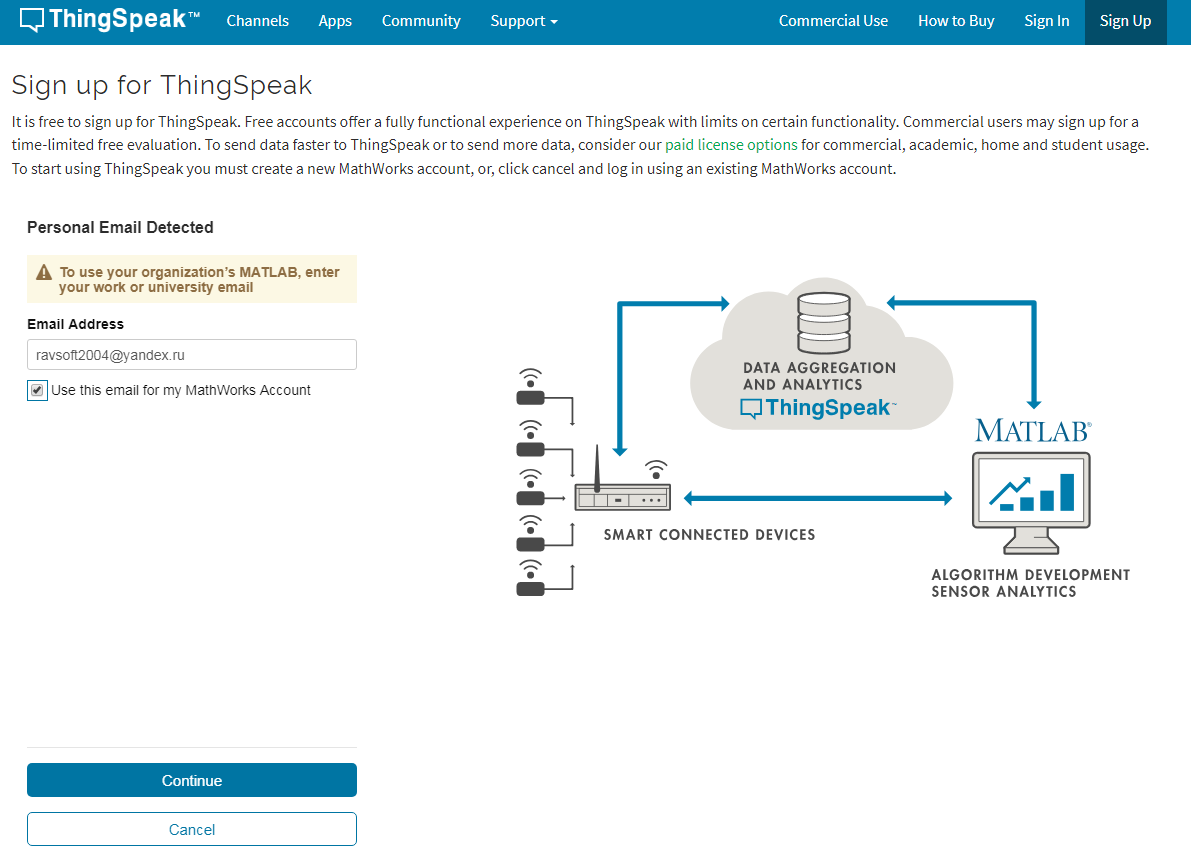 ThingSpeak™ Channels Apps Community Support Commercial Use How to Buy Sign In Sign Up
Sign up for ThingSpeak
It is free to sign up for ThingSpeak. Free accounts offer a fully functional experience on ThingSpeak with limits on certain functionality. Commercial users may sign up for a
time-limited free evaluation. To send data faster to ThingSpeak or to send more data, consider our paid license options for commercial, academic, home and student usage.
To start using ThingSpeak you must create a new MathWorks account, or, click cancel and log in using an existing MathWorks account.
Personal Email Detected
To use your organization's MATLAB, enter
your work or university email
Email Address
ravsoft2004@yandex.ru
Use this email for my MathWorks Account
DATA AGGREGATION
AND ANALYTICS
ThingSpeak™
MATLAB®
SMART CONNECTED DEVICES
ALGORITHM DEVELOPMENT
SENSOR ANALYTICS
Continue
Cancel